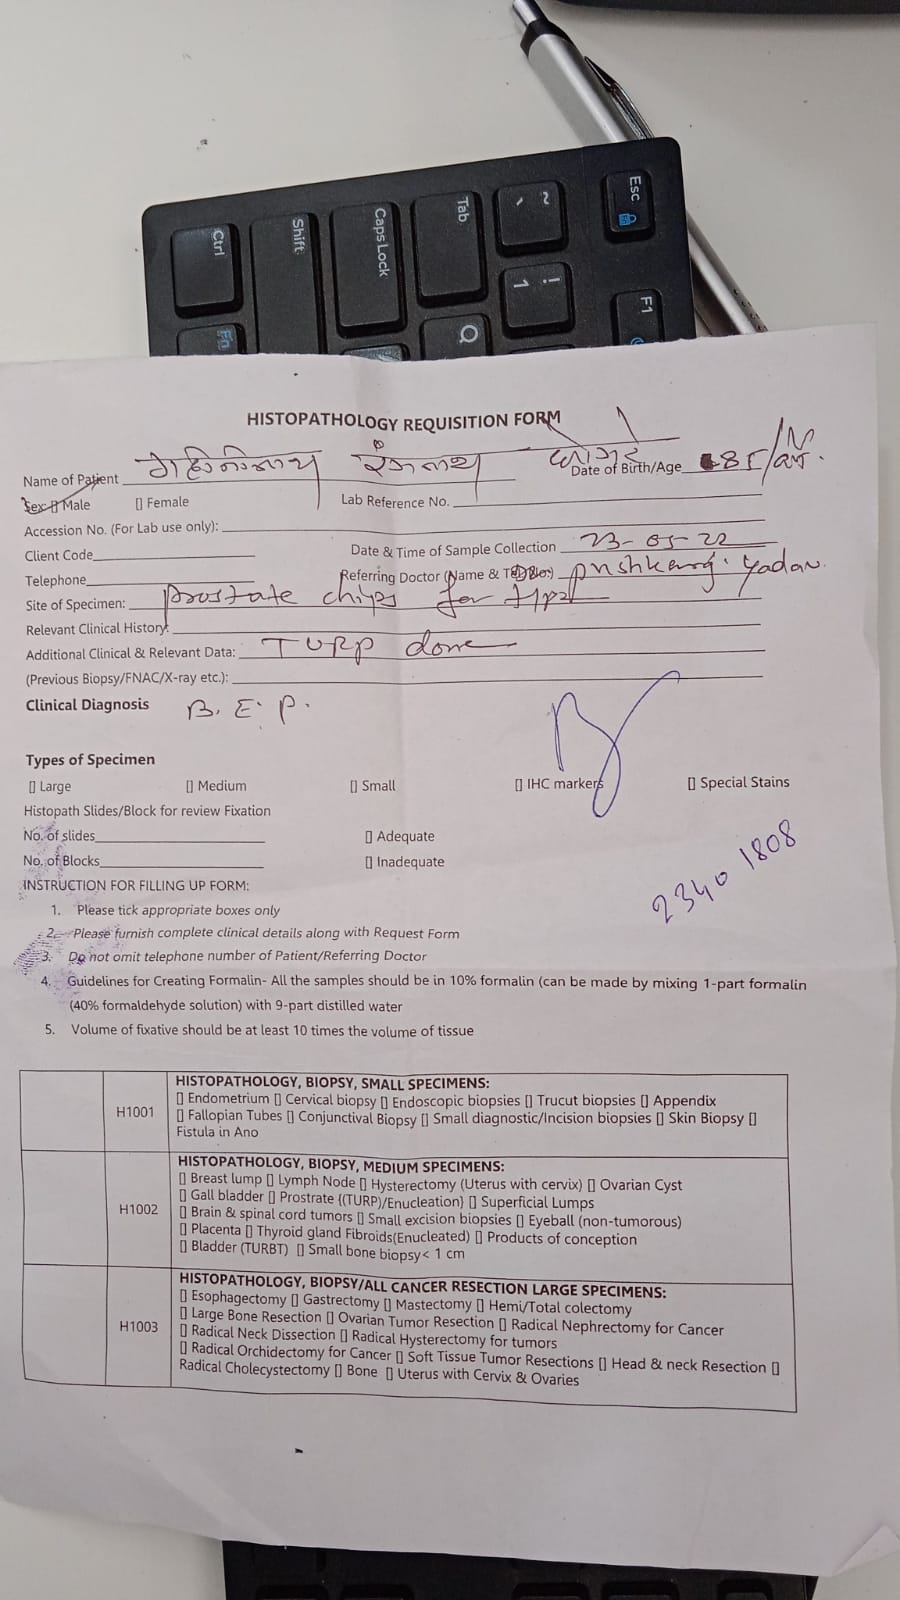 Esc
F1
~
`
!
1
Tab
Q
Caps Lock
Shift
Ctrl
Fn
HISTOPATHOLOGY REQUISITION FORM
Name of Patient रंगनाथ Date of Birth/Age 85/
Sex: [] Male [] Female Lab Reference No.
Accession No. (For Lab use only):
Client Code Date & Time of Sample Collection 23-05-22
Telephone Referring Doctor (Name & Yadav.
Site of Specimen: prostate chips for
Relevant Clinical History:
Additional Clinical & Relevant Data: TURP done
(Previous Biopsy/FNAC/X-ray etc.):
Clinical Diagnosis B. E. P.
Types of Specimen
[] Large [] Medium [] Small [] IHC markers [] Special Stains
Histopath Slides/Block for review Fixation
No. of slides [] Adequate
No. of Blocks [] Inadequate
2340 1808
INSTRUCTION FOR FILLING UP FORM:
1. Please tick appropriate boxes only
2. Please furnish complete clinical details along with Request Form
3. Do not omit telephone number of Patient/Referring Doctor
4. Guidelines for Creating Formalin- All the samples should be in 10% formalin (can be made by mixing 1-part formalin
(40% formaldehyde solution) with 9-part distilled water
5. Volume of fixative should be at least 10 times the volume of tissue
HISTOPATHOLOGY, BIOPSY, SMALL SPECIMENS:
H1001 [] Endometrium [] Cervical biopsy [] Endoscopic biopsies [] Trucut biopsies [] Appendix
[] Fallopian Tubes [] Conjunctival Biopsy [] Small diagnostic/Incision biopsies [] Skin Biopsy []
Fistula in Ano
HISTOPATHOLOGY, BIOPSY, MEDIUM SPECIMENS:
[] Breast lump [] Lymph Node [] Hysterectomy (Uterus with cervix) [] Ovarian Cyst
[] Gall bladder [] Prostrate {(TURP)/Enucleation} [] Superficial Lumps
H1002 [] Brain & spinal cord tumors [] Small excision biopsies [] Eyeball (non-tumorous)
[] Placenta [] Thyroid gland Fibroids(Enucleated) [] Products of conception
[] Bladder (TURBT) [] Small bone biopsy< 1 cm
HISTOPATHOLOGY, BIOPSY/ALL CANCER RESECTION LARGE SPECIMENS:
[] Esophagectomy [] Gastrectomy [] Mastectomy [] Hemi/Total colectomy
[] Large Bone Resection [] Ovarian Tumor Resection [] Radical Nephrectomy for Cancer
H1003 [] Radical Neck Dissection [] Radical Hysterectomy for tumors
[] Radical Orchidectomy for Cancer [] Soft Tissue Tumor Resections [] Head & neck Resection []
Radical Cholecystectomy [] Bone [] Uterus with Cervix & Ovaries